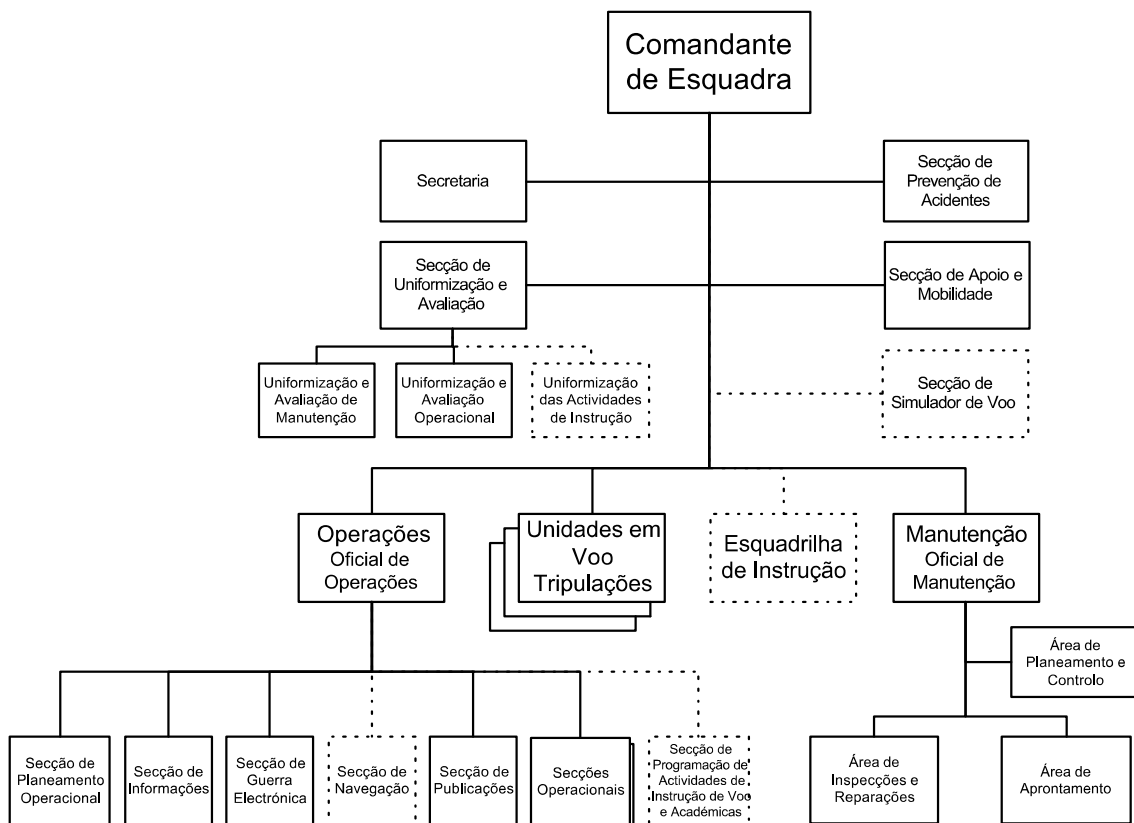 Comandante
de Esquadra
Secretaria
Secção de
Prevenção de
Acidentes
Secção de
Uniformização e
Avaliação
Secção de Apoio e
Mobilidade
Uniformização e
Avaliação de
Manutenção
Uniformização e
Avaliação
Operacional
Uniformização
das Actividades
de Instrução
Secção de
Simulador de Voo
Operações
Oficial de
Operações
Unidades em
Voo
Tripulações
Esquadrilha
de Instrução
Manutenção
Oficial de
Manutenção
Área de
Planeamento e
Controlo
Secção de
Planeamento
Operacional
Secção de
Informações
Secção de
Guerra
Electrónica
Secção de
Navegação
Secção de
Publicações
Secções
Operacionais
Secção de
Programação de
Actividades de
Instrução de Voo
e Académicas
Área de
Inspecções e
Reparações
Área de
Aprontamento